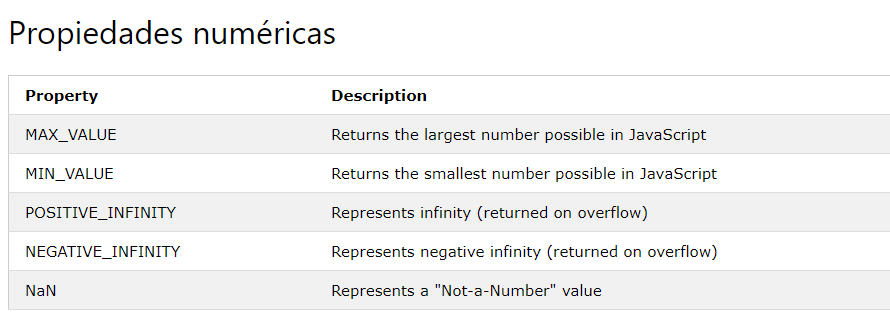 Propiedades numéricas
Property Description
MAX_VALUE Returns the largest number possible in JavaScript
MIN_VALUE Returns the smallest number possible in JavaScript
POSITIVE_INFINITY Represents infinity (returned on overflow)
NEGATIVE_INFINITY Represents negative infinity (returned on overflow)
NaN Represents a "Not-a-Number" value